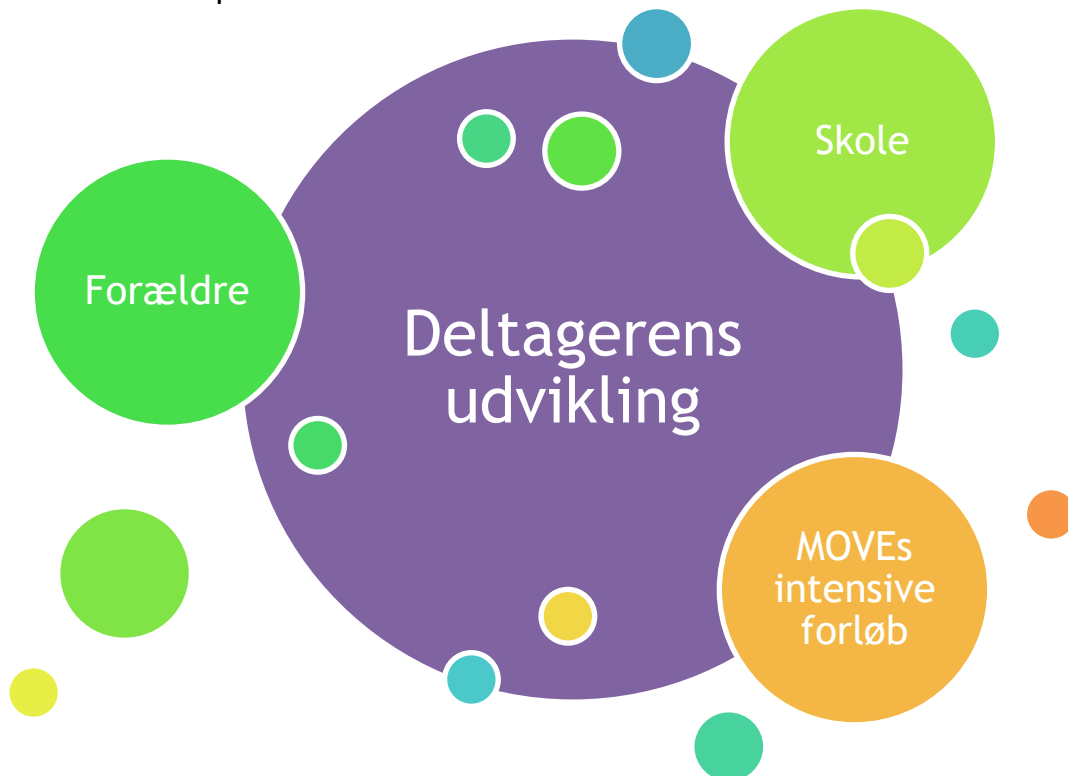 Skole
Forældre
Deltagerens
udvikling
MOVEs
intensive
forløb